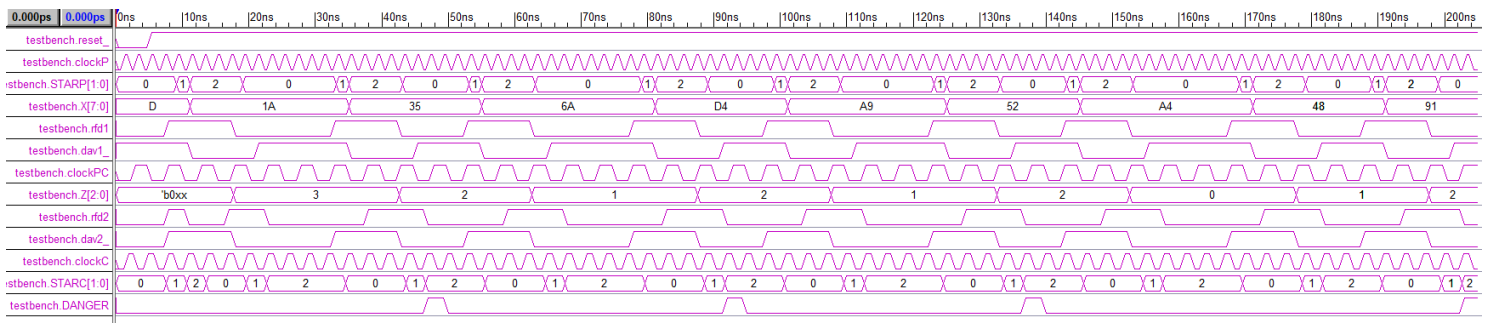 0.000ps 0.000ps 0ns 10ns 20ns 30ns 40ns 50ns 60ns 70ns 80ns 90ns 100ns 110ns 120ns 130ns 140ns 150ns 160ns 170ns 180ns 190ns 200ns
testbench.reset_
testbench.clockP
estbench.STARP[1:0] 0 1 2 0 1 2 0 1 2 0 1 2 0 1 2 0 1 2 0 1 2 0 1 2 0 1 2 0
testbench.X[7:0] D 1A 35 6A D4 A9 52 A4 48 91
testbench.rfd1
testbench.dav1_
testbench.clockPC
testbench.Z[2:0] 'b0xx 3 2 1 2 1 2 0 1 2
testbench.rfd2
testbench.dav2_
testbench.clockC
estbench.STARC[1:0] 0 1 2 0 1 2 0 1 2 0 1 2 0 1 2 0 1 2 0 1 2 0 1 2 0 1 2 0 1 2
testbench.DANGER